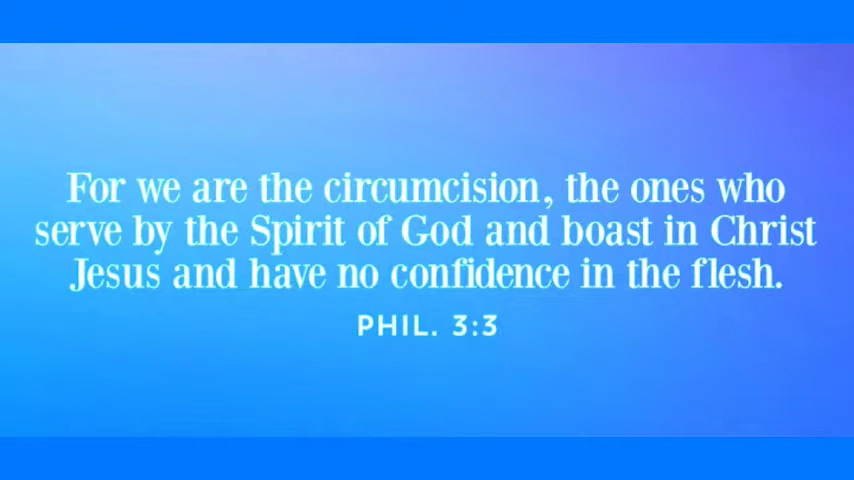 For we are the circumcision, the ones who
serve by the Spirit of God and boast in Christ
Jesus and have no confidence in the flesh.
PHIL. 3:3